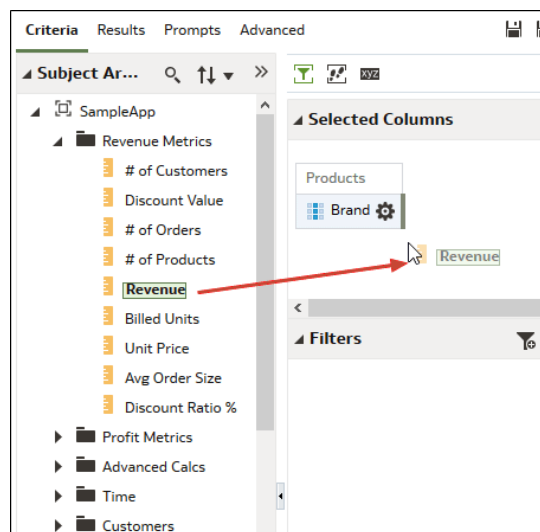 Criteria Results Prompts Advanced
Subject Ar...
xyz
SampleApp
Revenue Metrics
# of Customers
Discount Value
# of Orders
# of Products
Revenue
Billed Units
Unit Price
Avg Order Size
Discount Ratio %
Profit Metrics
Advanced Calcs
Time
Customers
Selected Columns
Products
Brand
Revenue
Filters